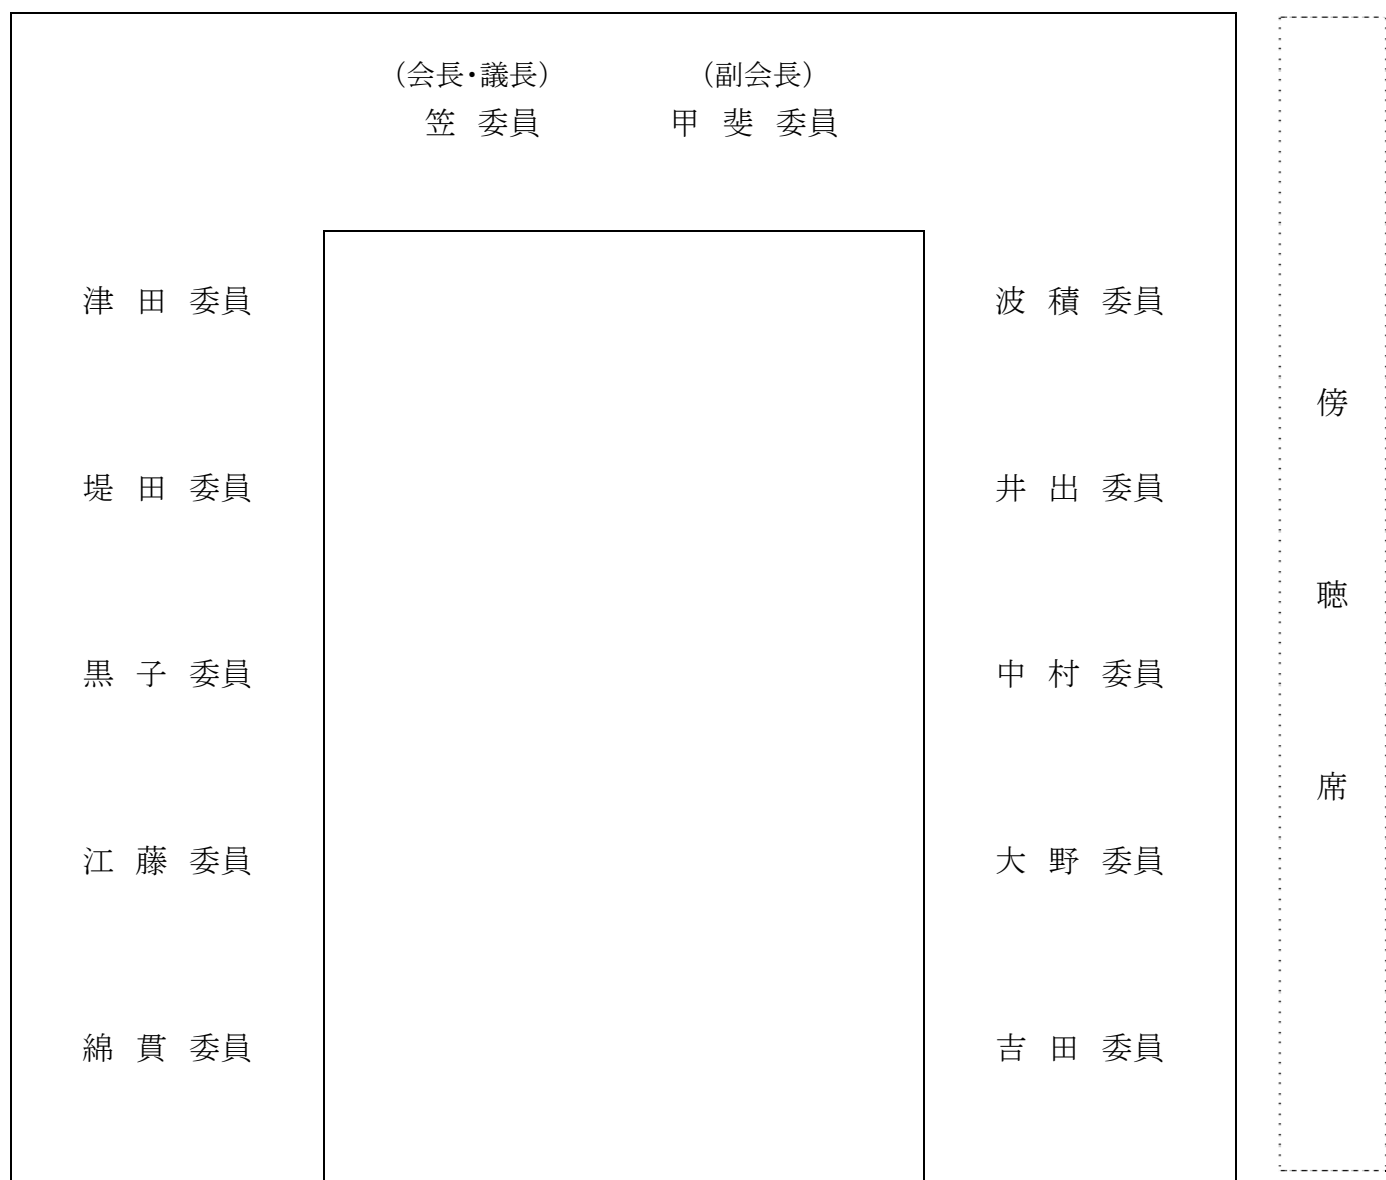 （会長・議長） （副会長）
笠 委員 甲 斐 委員
津 田 委員 波 積 委員
堤 田 委員 井 出 委員
黒 子 委員 中 村 委員
江 藤 委員 大 野 委員
綿 貫 委員 吉 田 委員
傍
聴
席